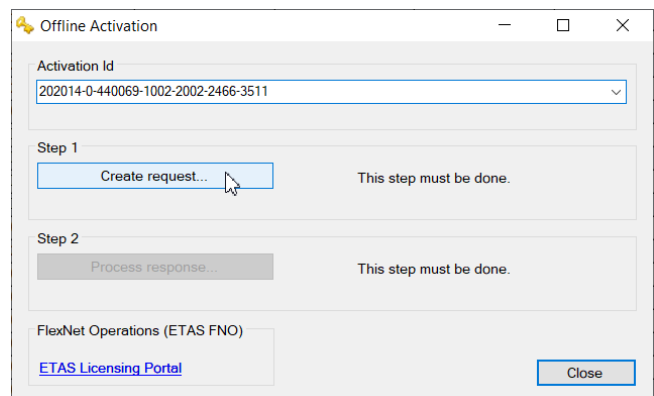 Offline Activation
Activation Id
202014-0-440069-1002-2002-2466-3511
Step 1
Create request...
This step must be done.
Step 2
Process response...
This step must be done.
FlexNet Operations (ETAS FNO)
ETAS Licensing Portal
Close